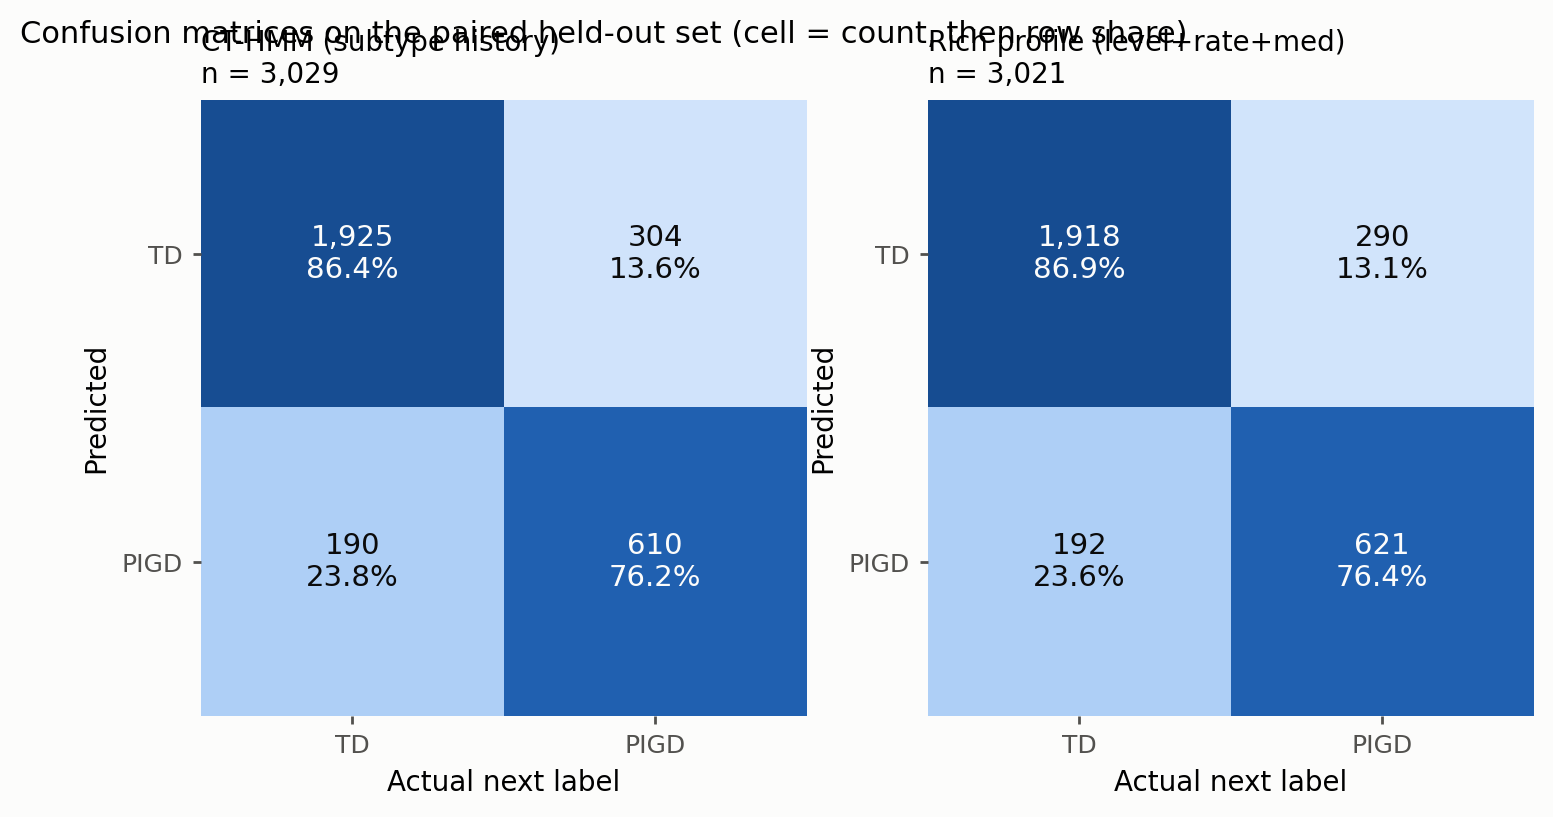 Confusion matrices on the paired held-out set (cell = count, then row share)
CT-HMM (subtype history)
n = 3,029
TD
1,925
86.4%
304
13.6%
PIGD
190
23.8%
610
76.2%
Predicted
TD
PIGD
Actual next label
Rich profile (level+rate+med)
n = 3,021
TD
1,918
86.9%
290
13.1%
PIGD
192
23.6%
621
76.4%
Predicted
TD
PIGD
Actual next label